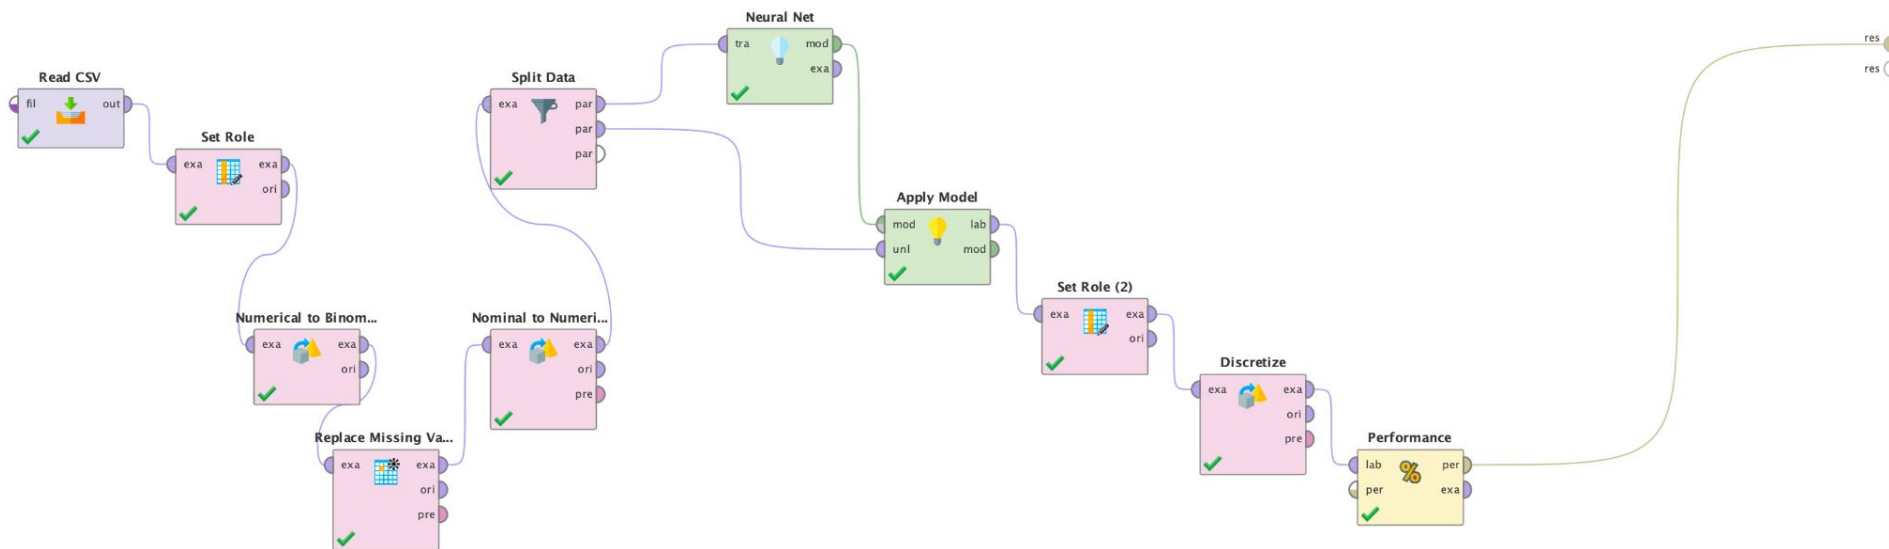 Read CSV
fil out
Set Role
exa exa
ori
Numerical to Binom...
exa exa
ori
Replace Missing Va...
exa exa
ori
pre
Nominal to Numeri...
exa exa
ori
pre
Split Data
exa par
par
par
Neural Net
tra mod
exa
Apply Model
mod lab
unl mod
Set Role (2)
exa exa
ori
Discretize
exa exa
ori
pre
Performance
%
lab per
per exa
res
res